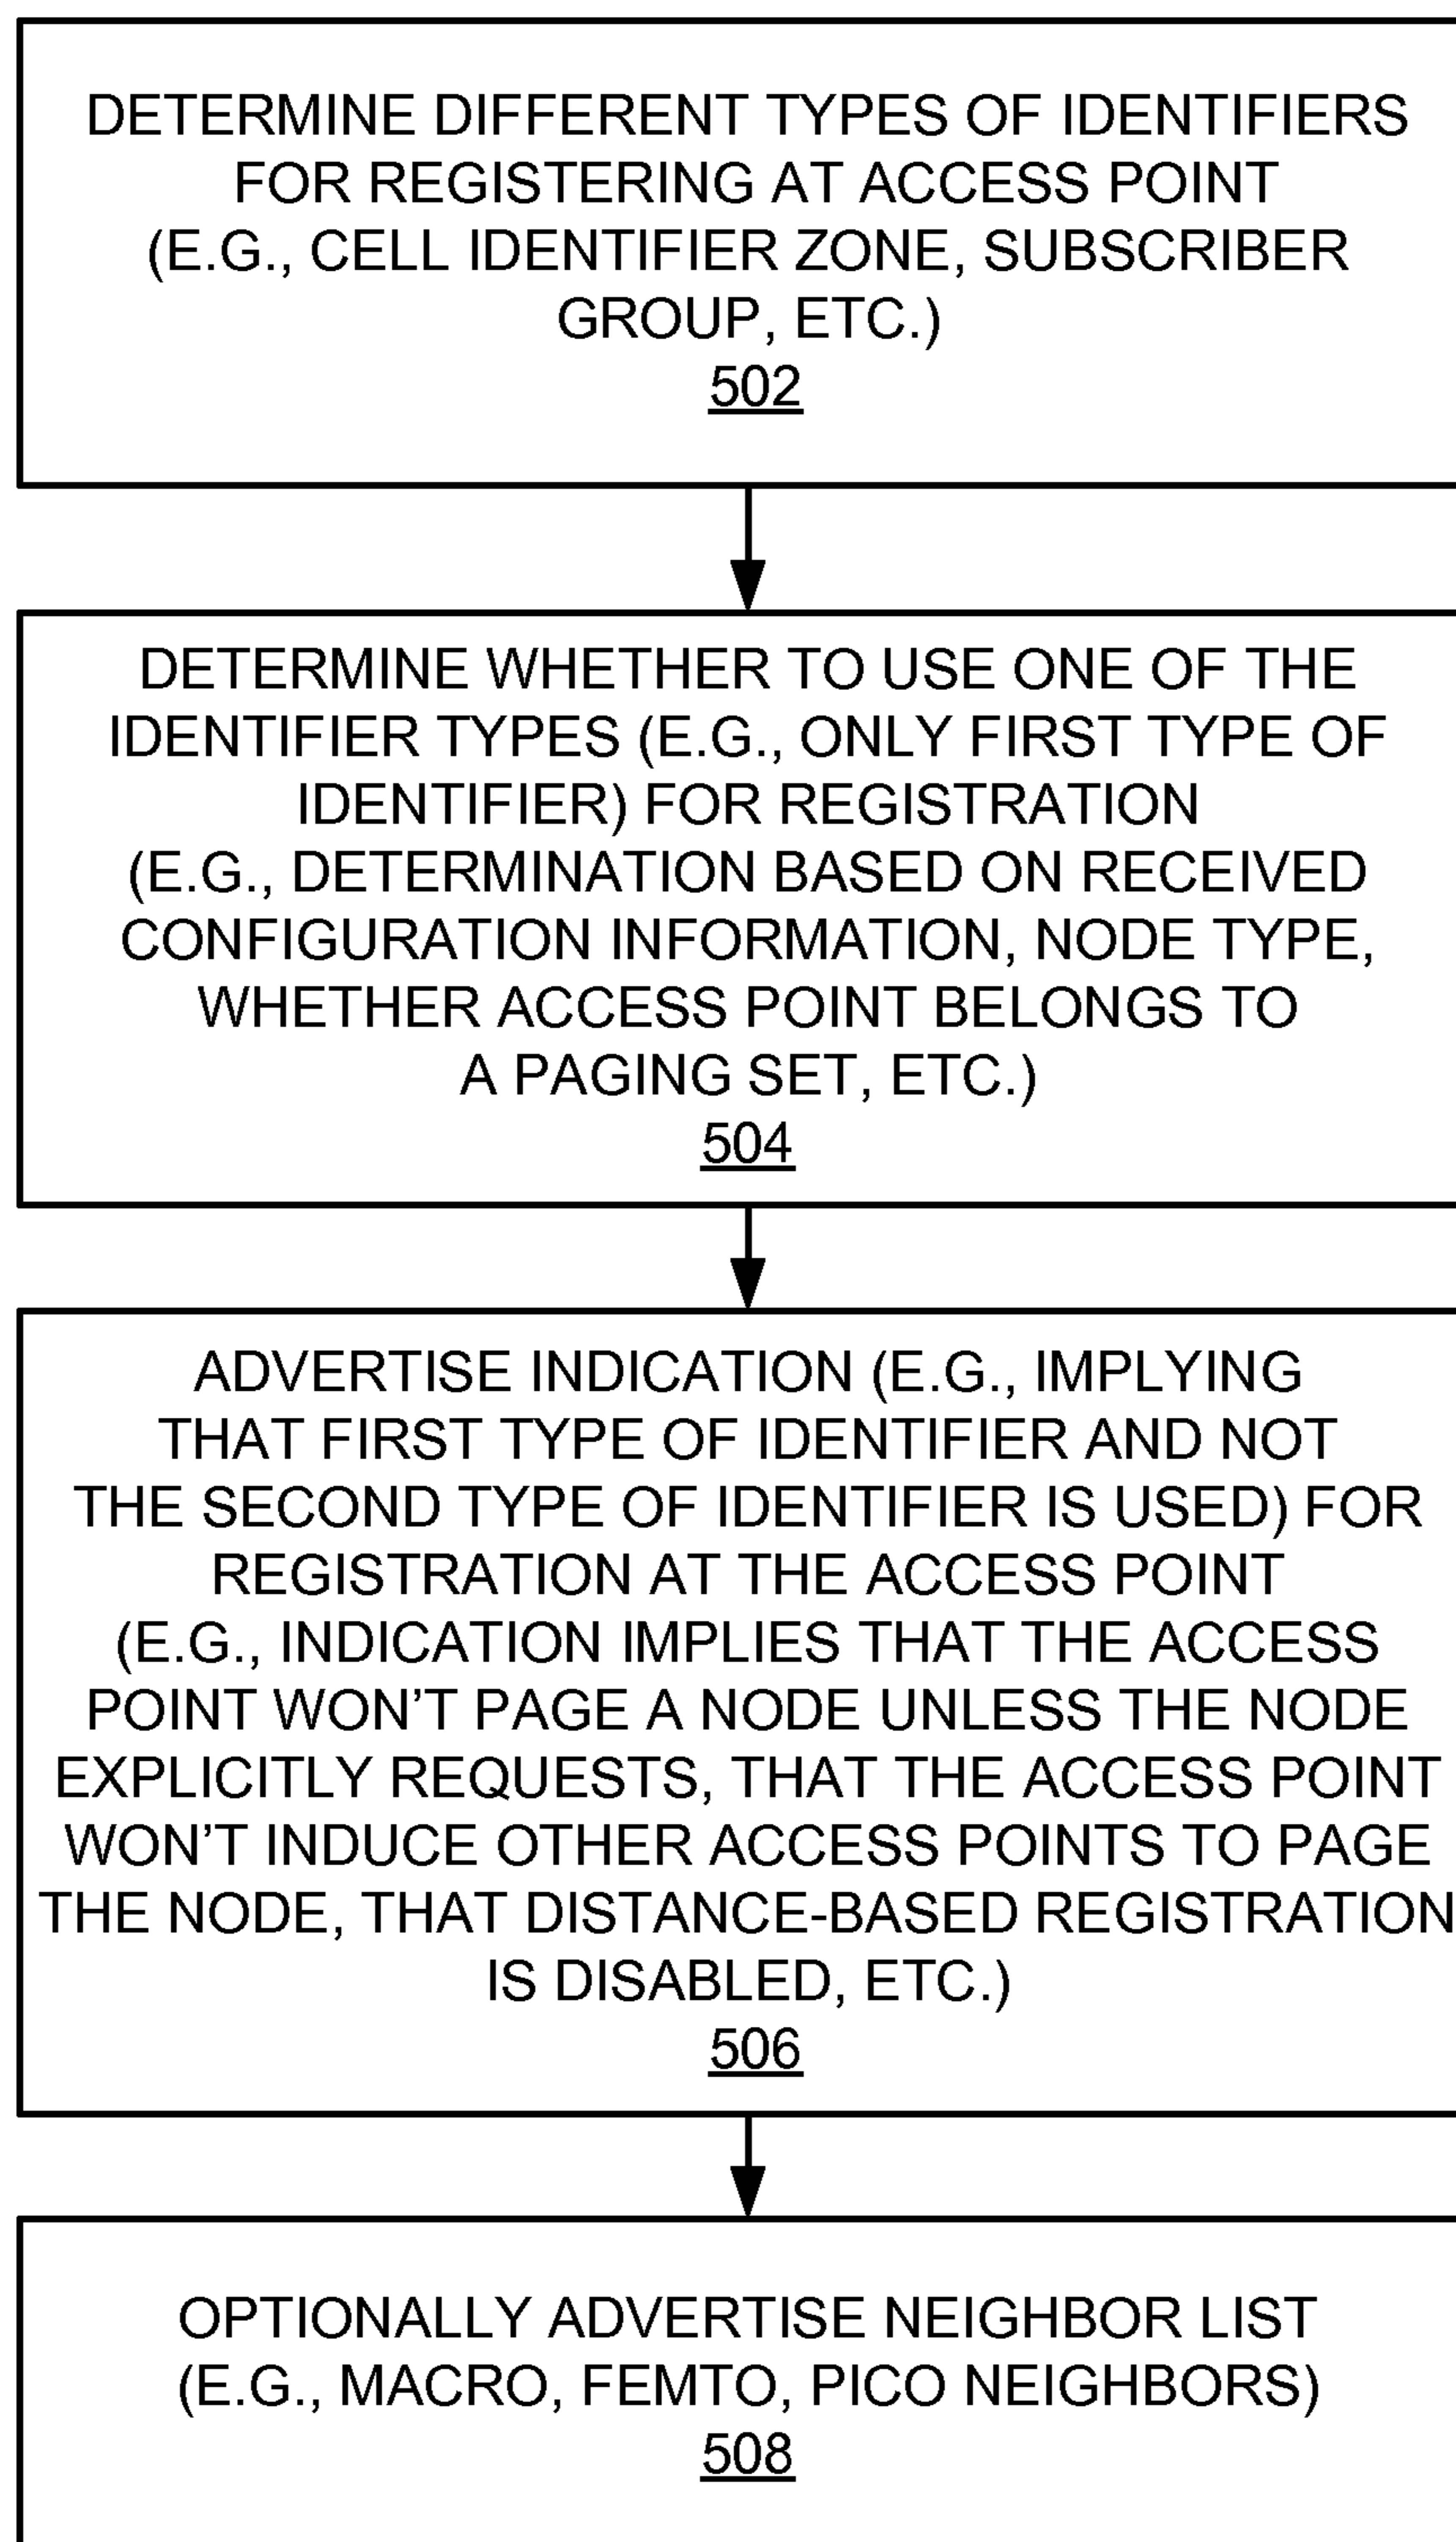 DETERMINE DIFFERENT TYPES OF IDENTIFIERS
FOR REGISTERING AT ACCESS POINT
(E.G., CELL IDENTIFIER ZONE, SUBSCRIBER
GROUP, ETC.)
502
DETERMINE WHETHER TO USE ONE OF THE
IDENTIFIER TYPES (E.G., ONLY FIRST TYPE OF
IDENTIFIER) FOR REGISTRATION
(E.G., DETERMINATION BASED ON RECEIVED
CONFIGURATION INFORMATION, NODE TYPE,
WHETHER ACCESS POINT BELONGS TO
A PAGING SET, ETC.)
504
ADVERTISE INDICATION (E.G., IMPLYING
THAT FIRST TYPE OF IDENTIFIER AND NOT
THE SECOND TYPE OF IDENTIFIER IS USED) FOR
REGISTRATION AT THE ACCESS POINT
(E.G., INDICATION IMPLIES THAT THE ACCESS
POINT WON'T PAGE A NODE UNLESS THE NODE
EXPLICITLY REQUESTS, THAT THE ACCESS POINT
WON'T INDUCE OTHER ACCESS POINTS TO PAGE
THE NODE, THAT DISTANCE-BASED REGISTRATION
IS DISABLED, ETC.)
506
OPTIONALLY ADVERTISE NEIGHBOR LIST
(E.G., MACRO, FEMTO, PICO NEIGHBORS)
508